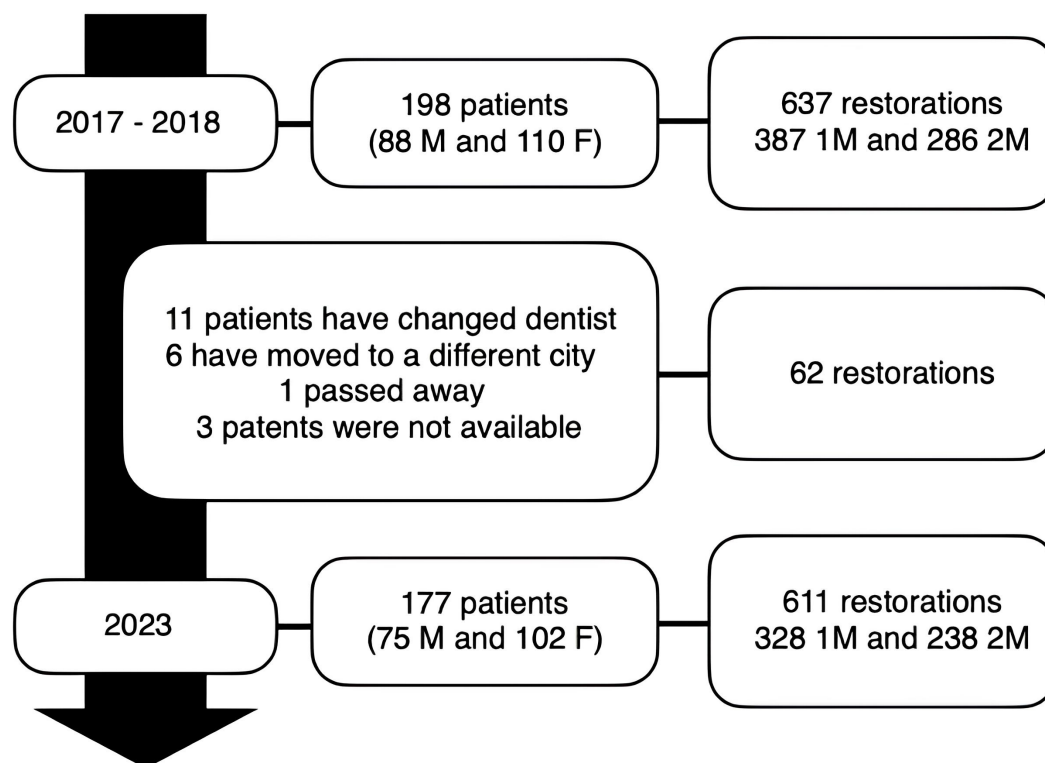 2017 - 2018
198 patients
(88 M and 110 F)
637 restorations
387 1M and 286 2M
11 patients have changed dentist
6 have moved to a different city
1 passed away
3 patents were not available
62 restorations
2023
177 patients
(75 M and 102 F)
611 restorations
328 1M and 238 2M